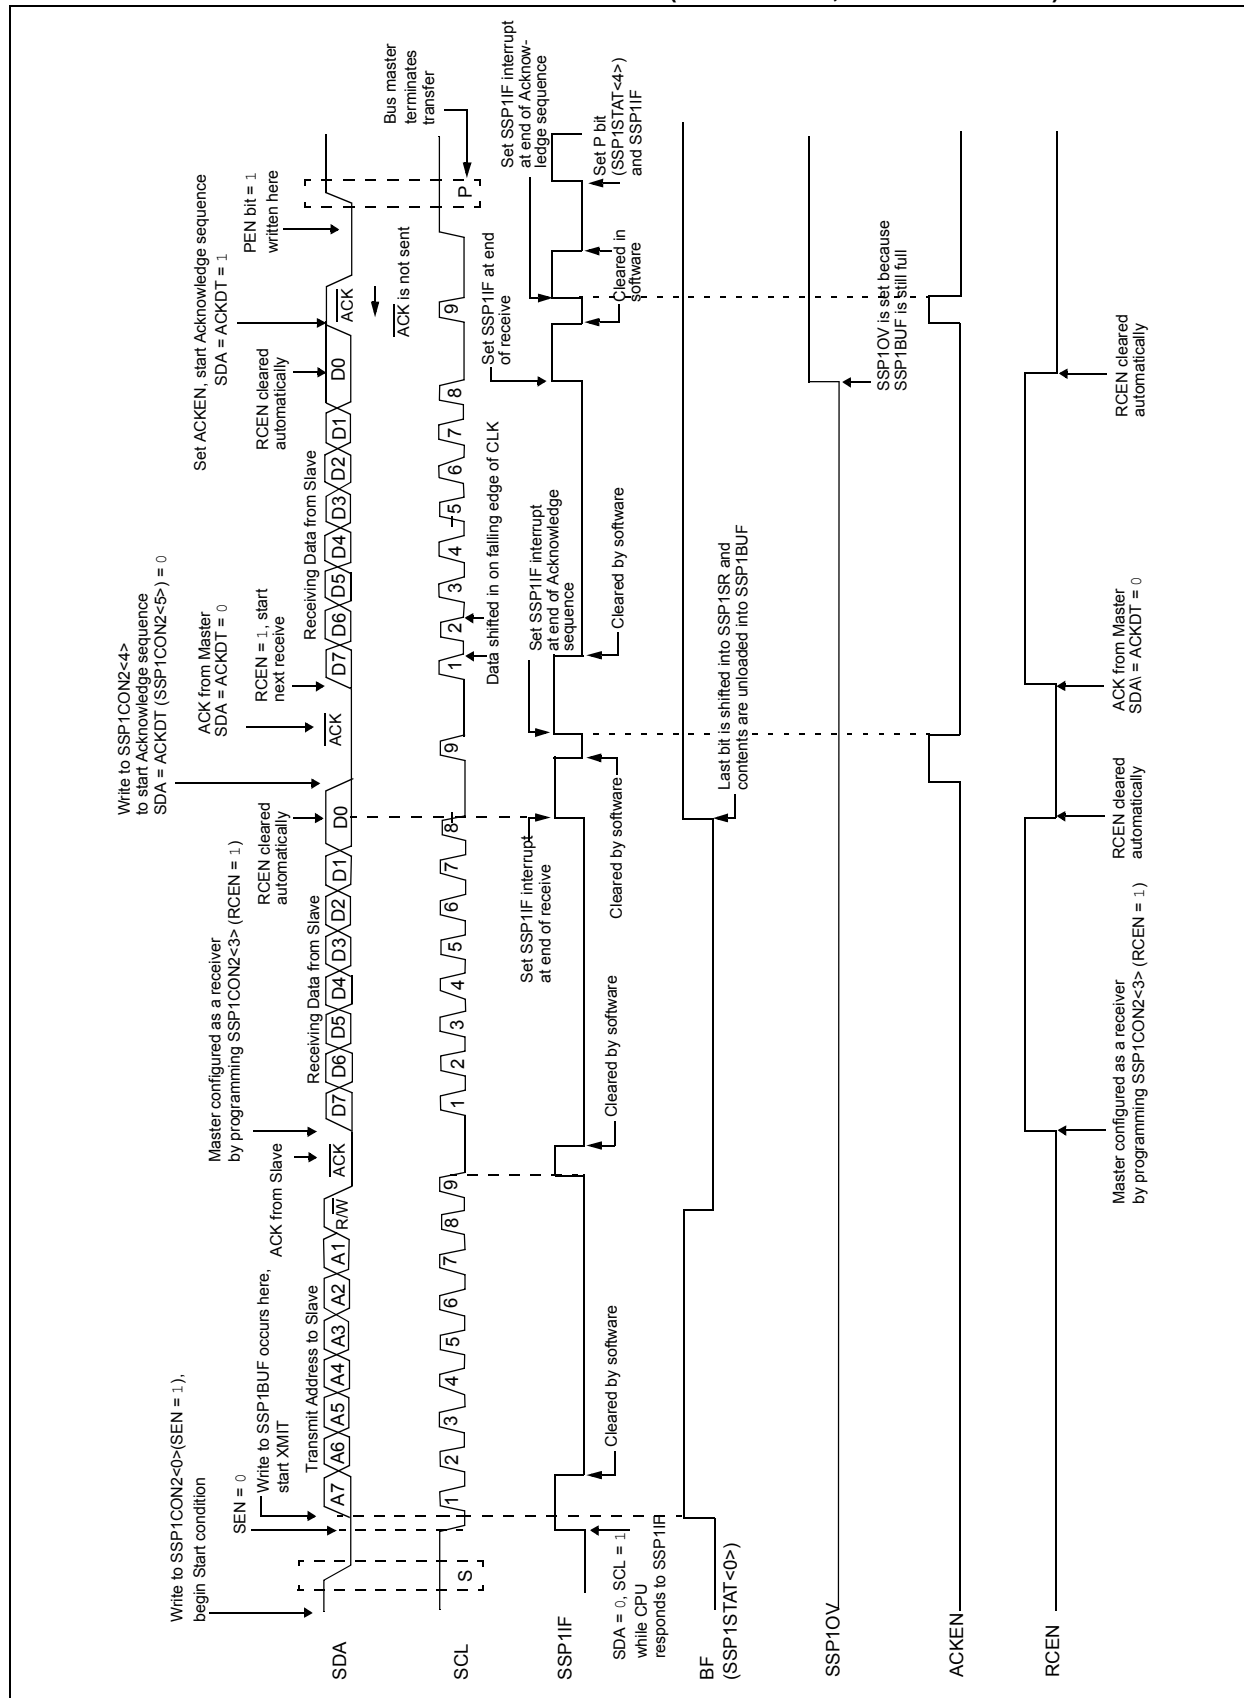 Write to SSP1CON2<0>(SEN = 1),
begin Start condition
SEN = 0
Write to SSP1BUF occurs here,
start XMIT
ACK from Slave
Master configured as a receiver
by programming SSP1CON2<3> (RCEN = 1)
RCEN cleared
automatically
Write to SSP1CON2<4>
to start Acknowledge sequence
SDA = ACKDT (SSP1CON2<5>) = 0
ACK from Master
SDA = ACKDT = 0
RCEN = 1, start
next receive
RCEN cleared
automatically
Set ACKEN, start Acknowledge sequence
SDA = ACKDT = 1
PEN bit = 1
written here
Bus master
terminates
transfer
SDA
Transmit Address to Slave
A7 A6 A5 A4 A3 A2 A1 R/W ACK
Receiving Data from Slave
D7 D6 D5 D4 D3 D2 D1 D0 ACK
Receiving Data from Slave
D7 D6 D5 D4 D3 D2 D1 D0 ACK
ACK is not sent
SCL
S 1 2 3 4 5 6 7 8 9 1 2 3 4 5 6 7 8 9 1 2 3 4 5 6 7 8 9 P
Data shifted in on falling edge of CLK
Set SSP1IF interrupt
at end of receive
Set SSP1IF interrupt
at end of Acknowledge
sequence
Set SSP1IF at end
of receive
Set SSP1IF interrupt
at end of Acknow-
ledge sequence
SSP1IF
SDA = 0, SCL = 1
while CPU
responds to SSP1IF
Cleared by software
Cleared by software
Cleared by software
Cleared by software
Cleared in
software
Set P bit
(SSP1STAT<4>)
and SSP1IF
BF
(SSP1STAT<0>)
Last bit is shifted into SSP1SR and
contents are unloaded into SSP1BUF
SSP1OV
SSP1OV is set because
SSP1BUF is still full
ACKEN
RCEN
Master configured as a receiver
by programming SSP1CON2<3> (RCEN = 1)
RCEN cleared
automatically
ACK from Master
SDA\ = ACKDT = 0
RCEN cleared
automatically